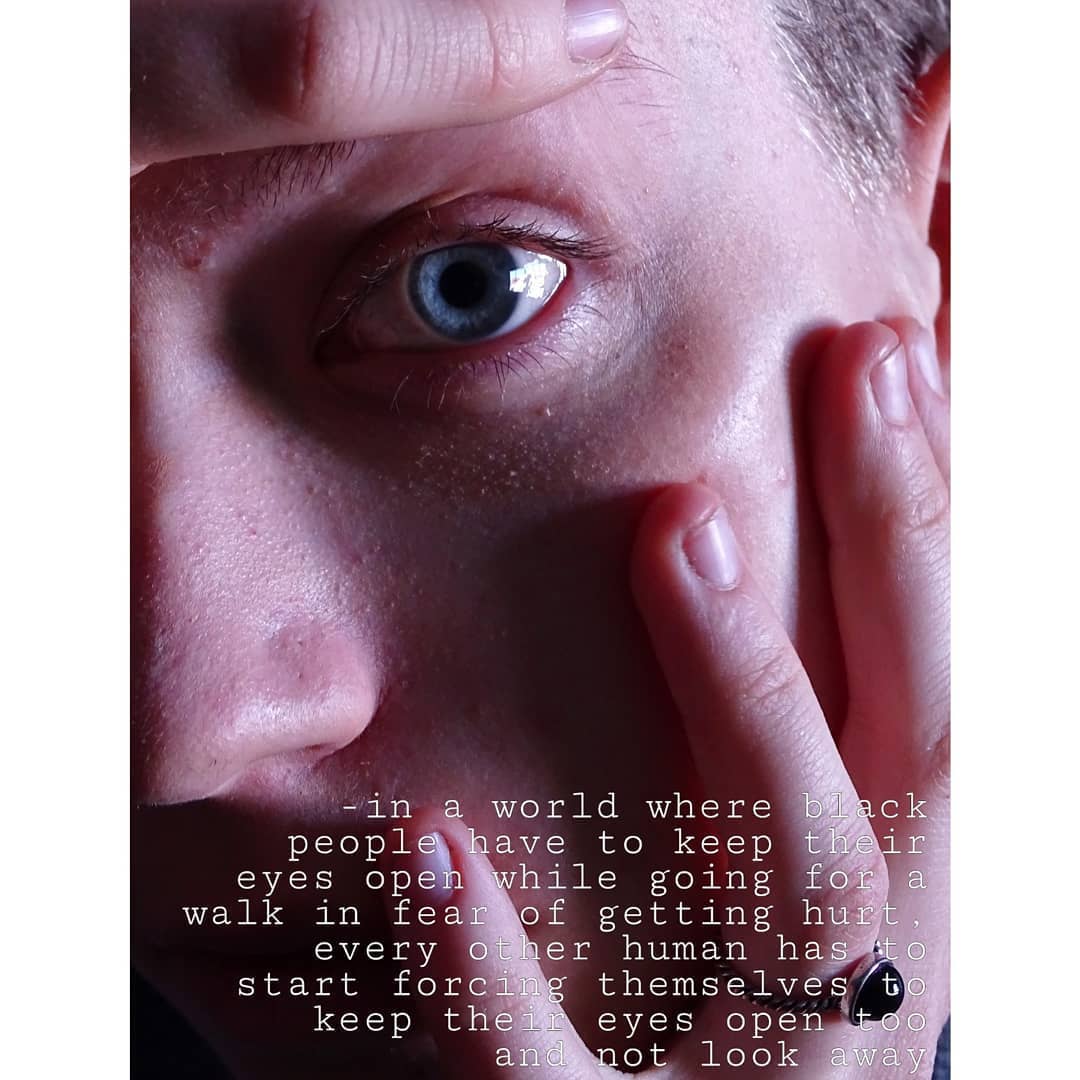 -in a world where black
people have to keep their
eyes open while going for a
walk in fear of getting hurt,
every other human has to
start forcing themselves to
keep their eyes open too
and not look away